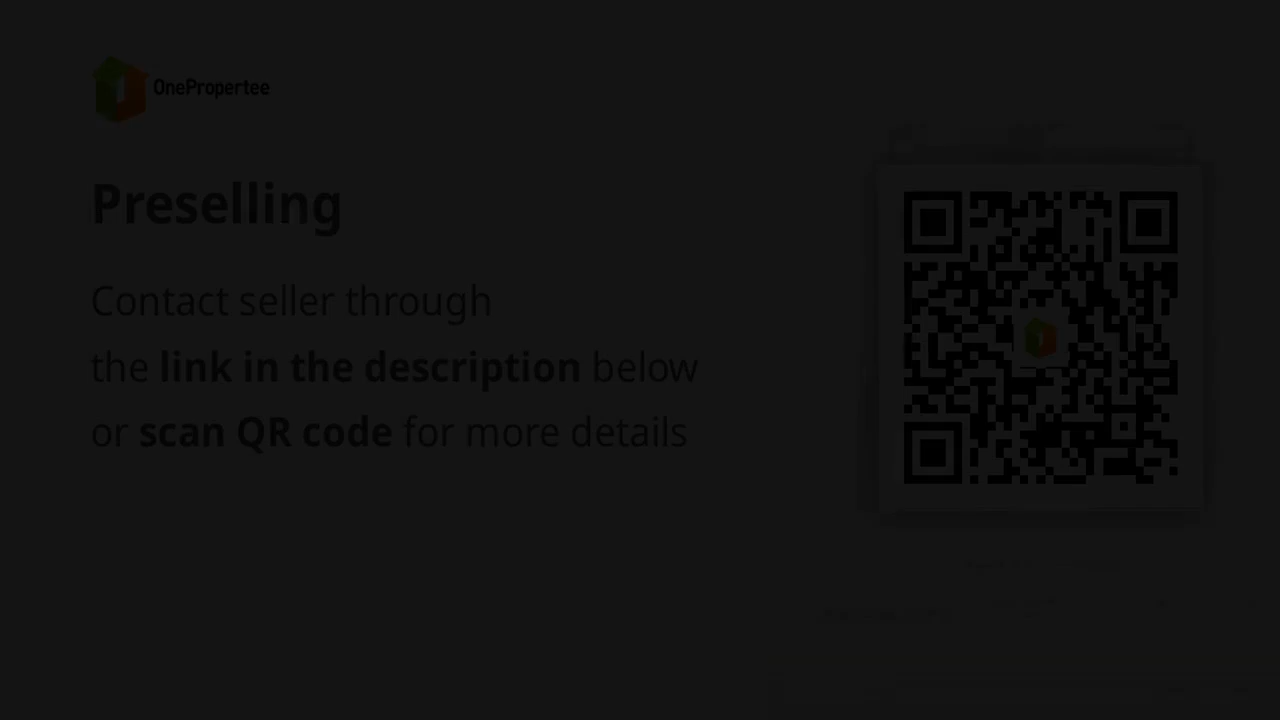 OnePropertee
Preselling
Contact seller through
the link in the description below
or scan QR code for more details